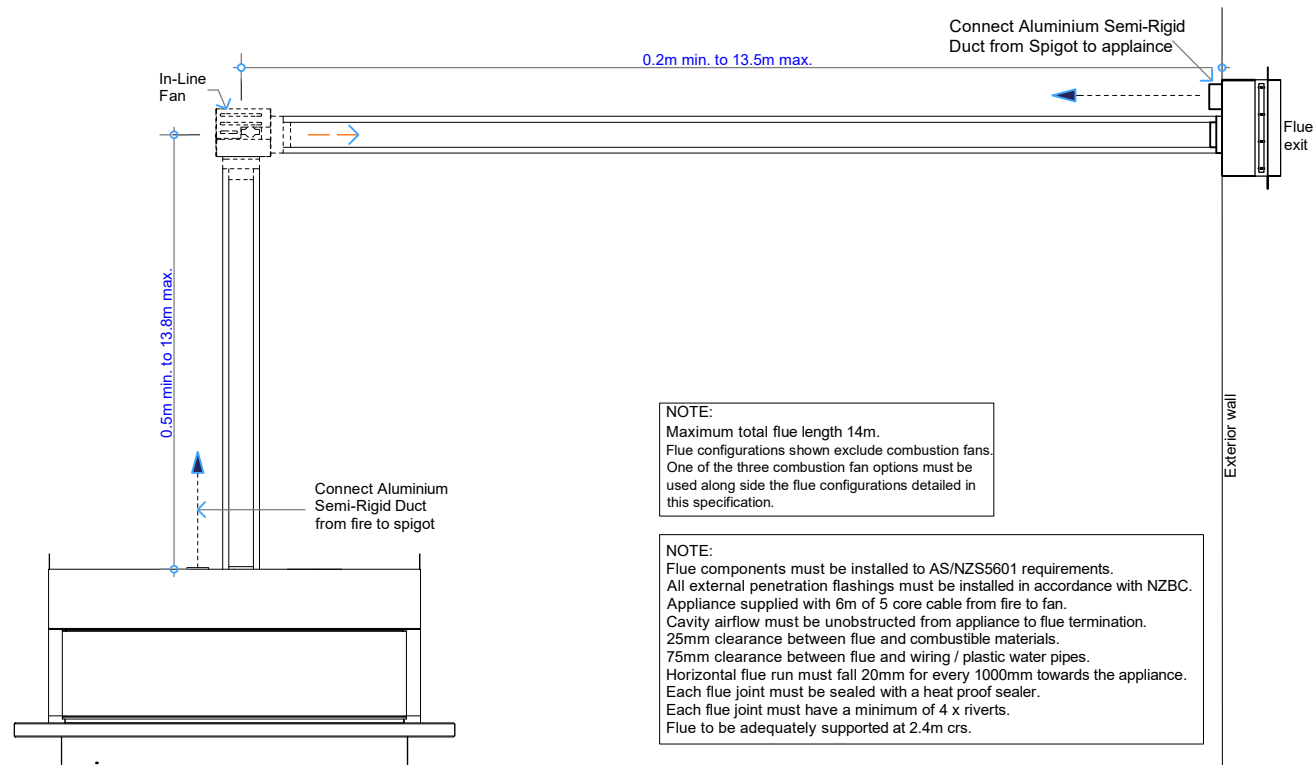 Connect Aluminium Semi-Rigid
Duct from Spigot to applaince
0.2m min. to 13.5m max.
In-Line
Fan
Flue
exit
0.5m min. to 13.8m max.
Connect Aluminium
Semi-Rigid Duct
from fire to spigot
Exterior wall
NOTE:
Maximum total flue length 14m.
Flue configurations shown exclude combustion fans.
One of the three combustion fan options must be
used along side the flue configurations detailed in
this specification.
NOTE:
Flue components must be installed to AS/NZS5601 requirements.
All external penetration flashings must be installed in accordance with NZBC.
Appliance supplied with 6m of 5 core cable from fire to fan.
Cavity airflow must be unobstructed from appliance to flue termination.
25mm clearance between flue and combustible materials.
75mm clearance between flue and wiring / plastic water pipes.
Horizontal flue run must fall 20mm for every 1000mm towards the appliance.
Each flue joint must be sealed with a heat proof sealer.
Each flue joint must have a minimum of 4 x riverts.
Flue to be adequately supported at 2.4m crs.